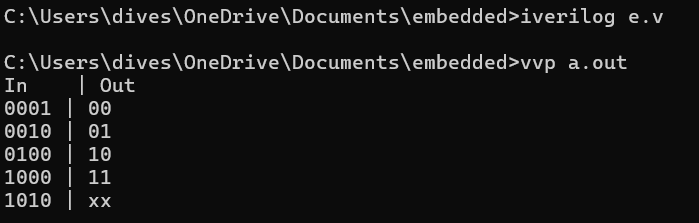 C:\Users\dives\OneDrive\Documents\embedded>iverilog e.v
C:\Users\dives\OneDrive\Documents\embedded>vvp a.out
In    | Out
0001 | 00
0010 | 01
0100 | 10
1000 | 11
1010 | xx